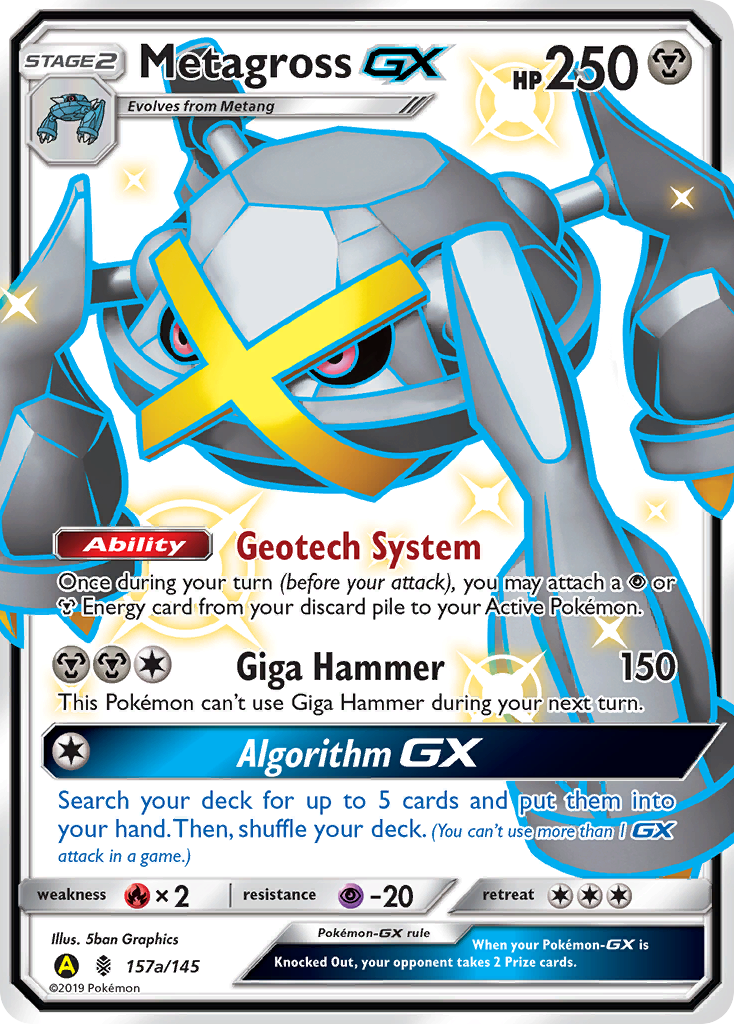 STAGE2
Metagross GX
HP250
Evolves from Metang
Ability Geotech System
Once during your turn (before your attack), you may attach a or
Energy card from your discard pile to your Active Pokémon.
Giga Hammer 150
This Pokémon can't use Giga Hammer during your next turn.
Algorithm GX
Search your deck for up to 5 cards and put them into
your hand. Then, shuffle your deck. (You can't use more than 1 GX
attack in a game.)
weakness ×2 resistance -20 retreat
Illus. 5ban Graphics
Pokémon-GX rule
When your Pokémon-GX is
Knocked Out, your opponent takes 2 Prize cards.
A 157a/145
©2019 Pokémon